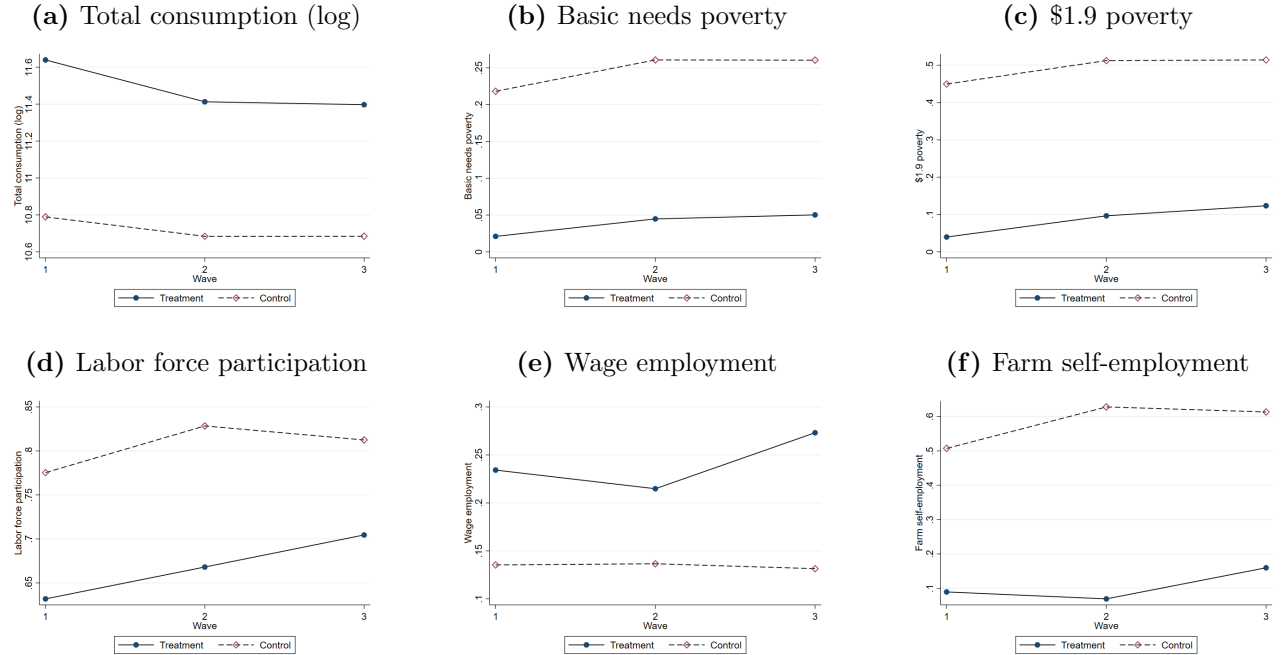 (a) Total consumption (log)
(b) Basic needs poverty
(c) $1.9 poverty
Total consumption (log)
11.6
11.4
11.2
11
10.8
10.6
1
2
3
Wave
Treatment
Control
Basic needs poverty
.25
.2
.15
.1
.05
0
1
2
3
Wave
Treatment
Control
$1.9 poverty
.5
.4
.3
.2
.1
0
1
2
3
Wave
Treatment
Control
(d) Labor force participation
(e) Wage employment
(f) Farm self-employment
Labor force participation
.85
.8
.75
.7
.65
1
2
3
Wave
Treatment
Control
Wage employment
.3
.25
.2
.15
.1
1
2
3
Wave
Treatment
Control
Farm self-employment
.6
.5
.4
.3
.2
.1
1
2
3
Wave
Treatment
Control